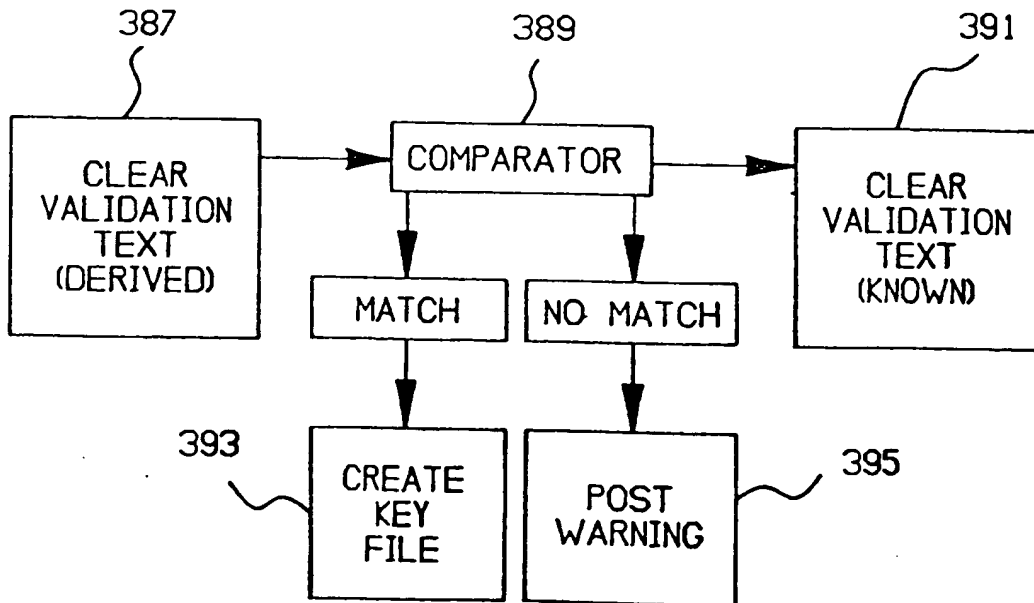 387
389
391
CLEAR
VALIDATION
TEXT
(DERIVED)
COMPARATOR
CLEAR
VALIDATION
TEXT
(KNOWN)
MATCH
NO MATCH
393
CREATE
KEY
FILE
POST
WARNING
395